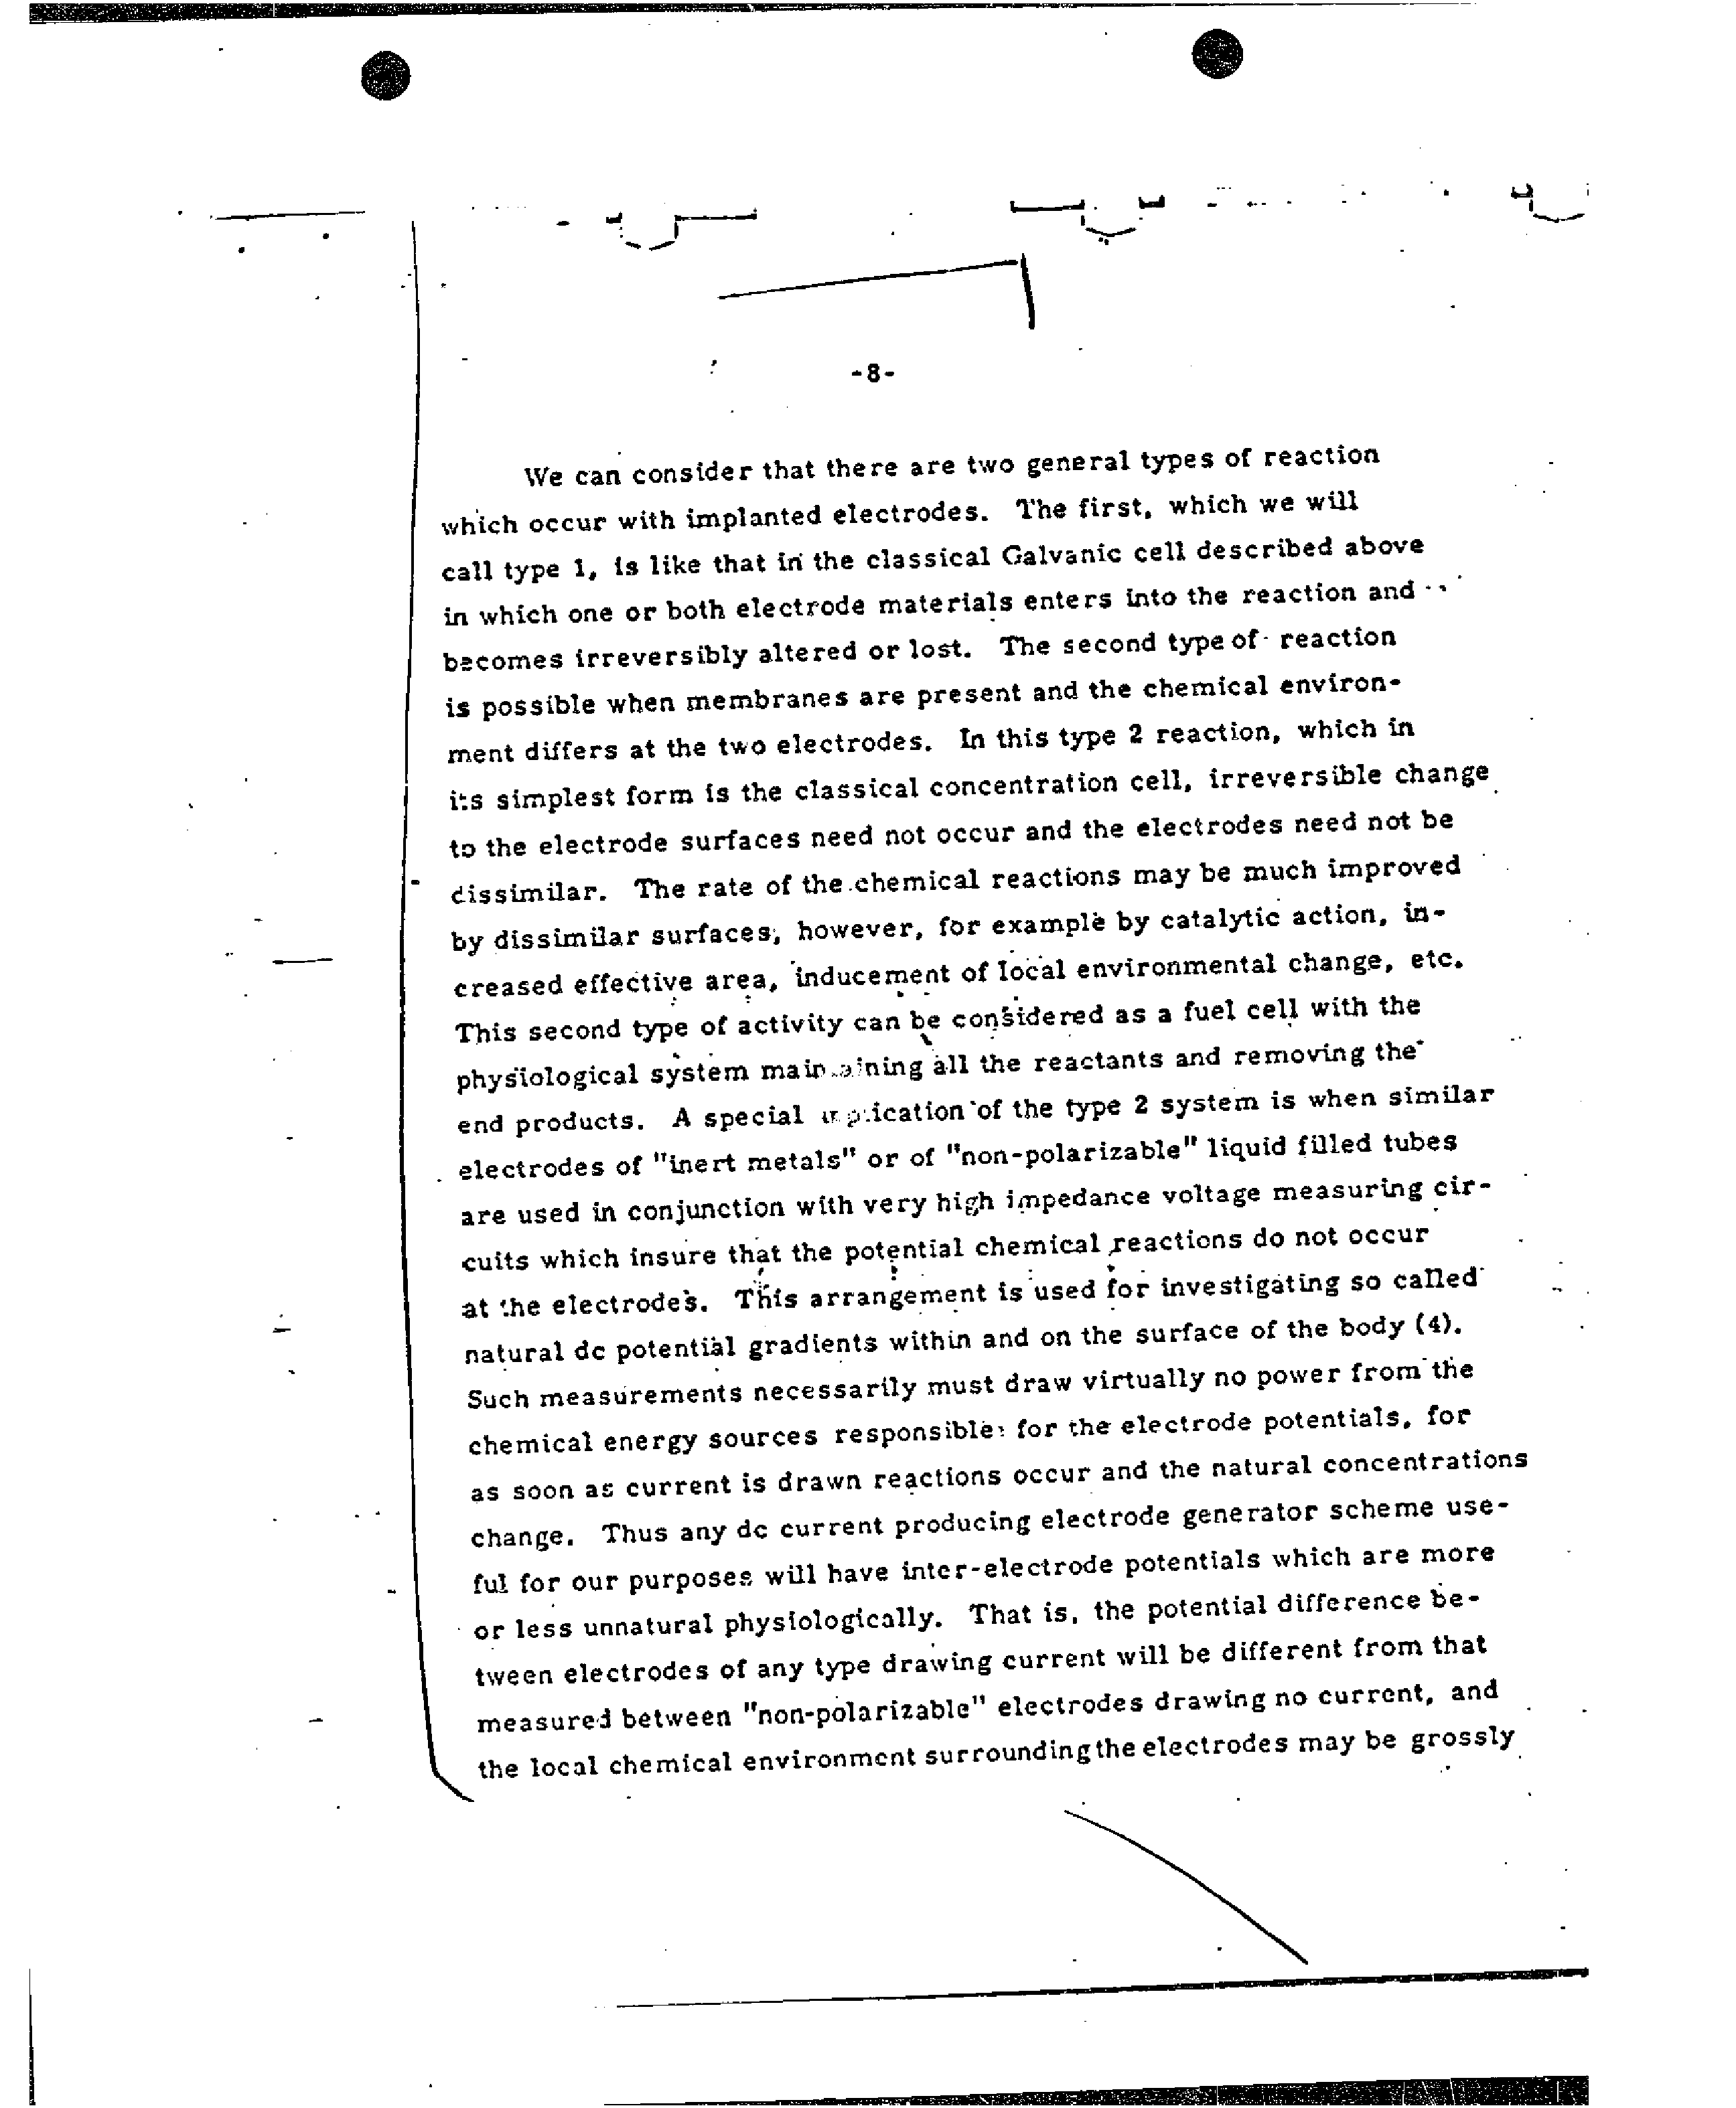 -8-
We can consider that there are two general types of reaction
which occur with implanted electrodes. The first, which we will
call type 1, is like that in the classical Galvanic cell described above
in which one or both electrode materials enters into the reaction and
becomes irreversibly altered or lost. The second type of reaction
is possible when membranes are present and the chemical environ-
ment differs at the two electrodes. In this type 2 reaction, which in
its simplest form is the classical concentration cell, irreversible change
to the electrode surfaces need not occur and the electrodes need not be
dissimilar. The rate of the chemical reactions may be much improved
by dissimilar surfaces, however, for example by catalytic action, in-
creased effective area, inducement of local environmental change, etc.
This second type of activity can be considered as a fuel cell with the
physiological system maintaining all the reactants and removing the
end products. A special of the type 2 system is when similar
electrodes of "inert metals" or of "non-polarizable" liquid filled tubes
are used in conjunction with very high impedance voltage measuring cir-
cuits which insure that the potential chemical reactions do not occur
at the electrodes. This arrangement is used for investigating so called
natural dc potential gradients within and on the surface of the body (4).
Such measurements necessarily must draw virtually no power from the
chemical energy sources responsible for the electrode potentials, for
as soon as current is drawn reactions occur and the natural concentrations
change. Thus any dc current producing electrode generator scheme use-
ful for our purposes will have inter-electrode potentials which are more
or less unnatural physiologically. That is, the potential difference be-
tween electrodes of any type drawing current will be different from that
measured between "non-polarizable" electrodes drawing no current, and
the local chemical environment surrounding the electrodes may be grossly